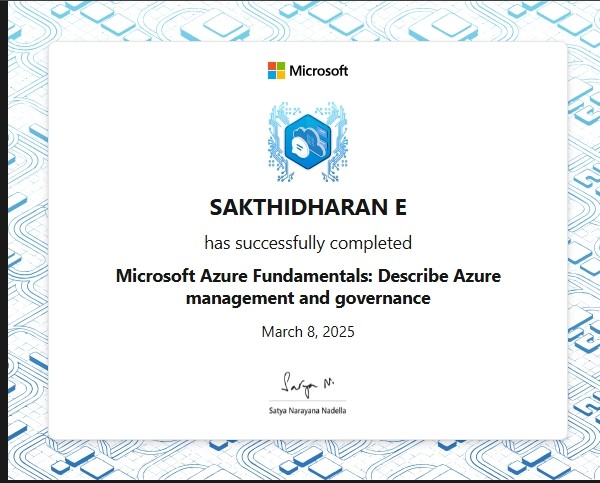 Microsoft
SAKTHIDHARAN E
has successfully completed
Microsoft Azure Fundamentals: Describe Azure
management and governance
March 8, 2025
Satya N.
Satya Narayana Nadella